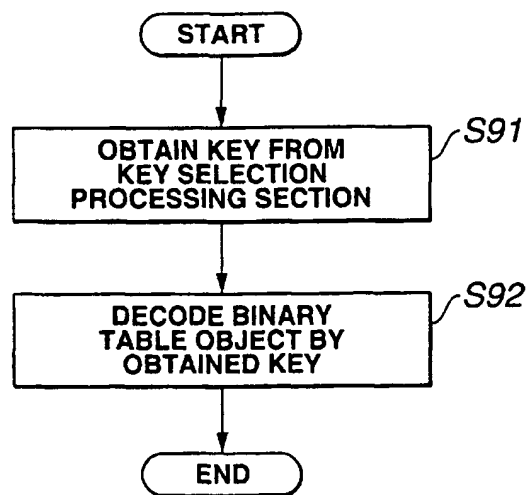 START
OBTAIN KEY FROM
KEY SELECTION
PROCESSING SECTION
S91
DECODE BINARY
TABLE OBJECT BY
OBTAINED KEY
S92
END